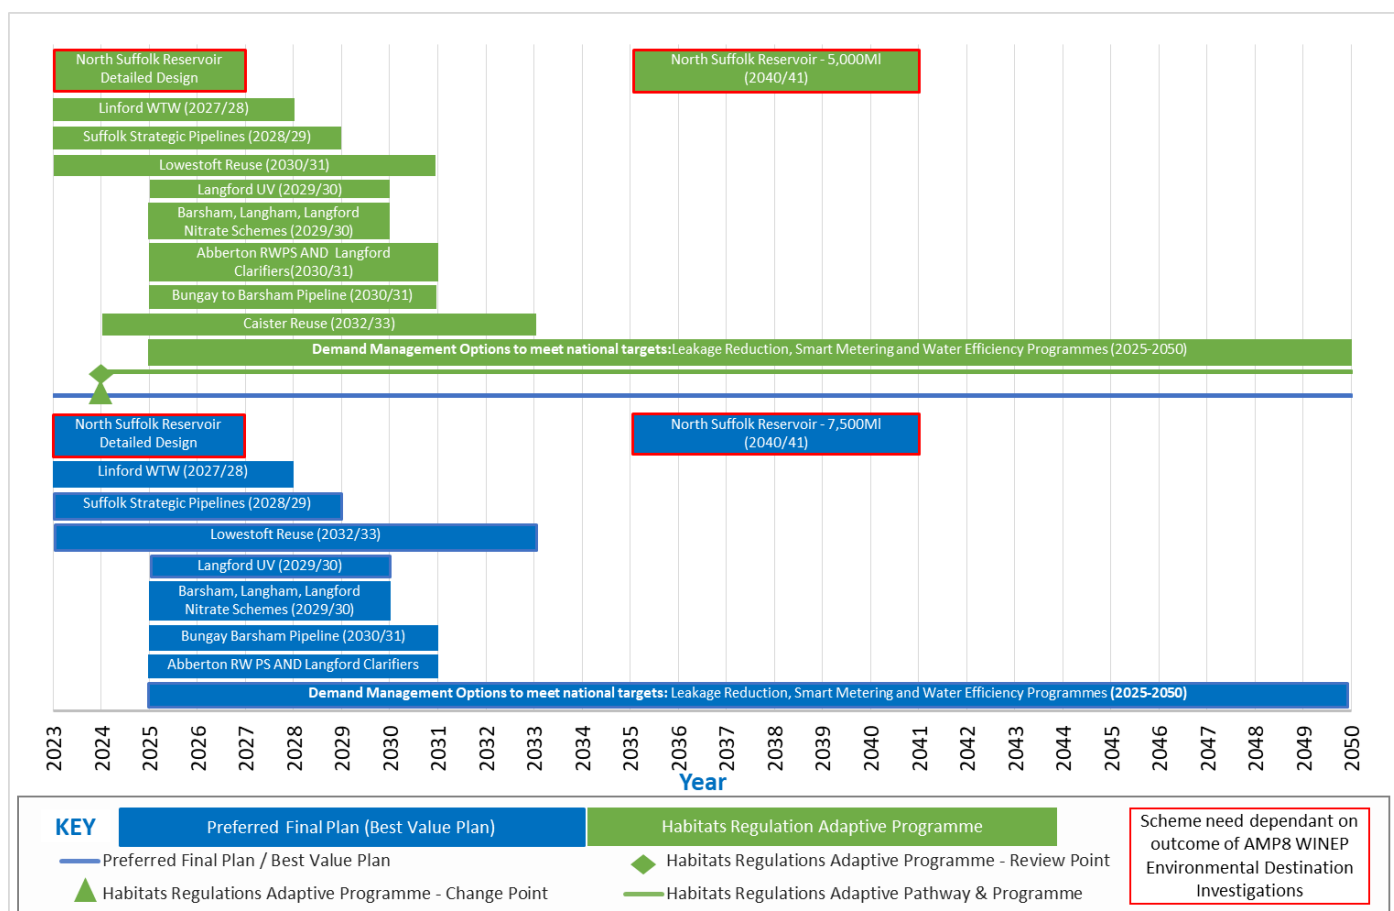 North Suffolk Reservoir
Detailed Design
North Suffolk Reservoir - 5,000Ml
(2040/41)
Linford WTW (2027/28)
Suffolk Strategic Pipelines (2028/29)
Lowestoft Reuse (2030/31)
Langford UV (2029/30)
Barsham, Langham, Langford
Nitrate Schemes (2029/30)
Abberton RWPS AND Langford
Clarifiers(2030/31)
Bungay to Barsham Pipeline (2030/31)
Caister Reuse (2032/33)
Demand Management Options to meet national targets:Leakage Reduction, Smart Metering and Water Efficiency Programmes (2025-2050)
North Suffolk Reservoir
Detailed Design
North Suffolk Reservoir - 7,500Ml
(2040/41)
Linford WTW (2027/28)
Suffolk Strategic Pipelines (2028/29)
Lowestoft Reuse (2032/33)
Langford UV (2029/30)
Barsham, Langham, Langford
Nitrate Schemes (2029/30)
Bungay Barsham Pipeline (2030/31)
Abberton RW PS AND Langford Clarifiers
Demand Management Options to meet national targets: Leakage Reduction, Smart Metering and Water Efficiency Programmes (2025-2050)
2023 2024 2025 2026 2027 2028 2029 2030 2031 2032 2033 2034 2035 2036 2037 2038 2039 2040 2041 2042 2043 2044 2045 2046 2047 2048 2049 2050
Year
KEY
Preferred Final Plan (Best Value Plan)
Habitats Regulation Adaptive Programme
Preferred Final Plan / Best Value Plan
Habitats Regulations Adaptive Programme - Review Point
Habitats Regulations Adaptive Programme - Change Point
Habitats Regulations Adaptive Pathway & Programme
Scheme need dependant on
outcome of AMP8 WINEP
Environmental Destination
Investigations